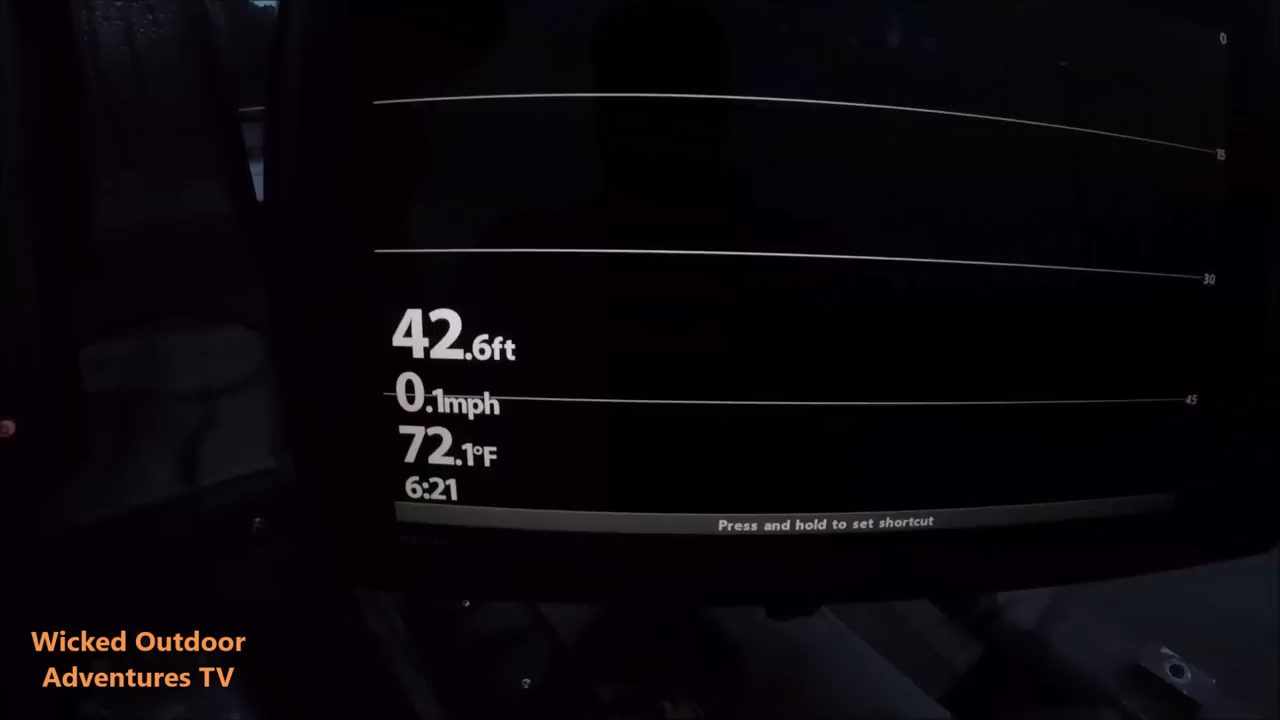 0
15
30
42.6ft
0.1mph
45
72.1°F
6:21
Press and hold to set shortcut
Wicked Outdoor
Adventures TV